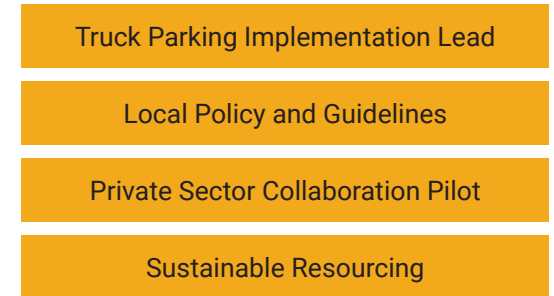 Truck Parking Implementation Lead
Local Policy and Guidelines
Private Sector Collaboration Pilot
Sustainable Resourcing